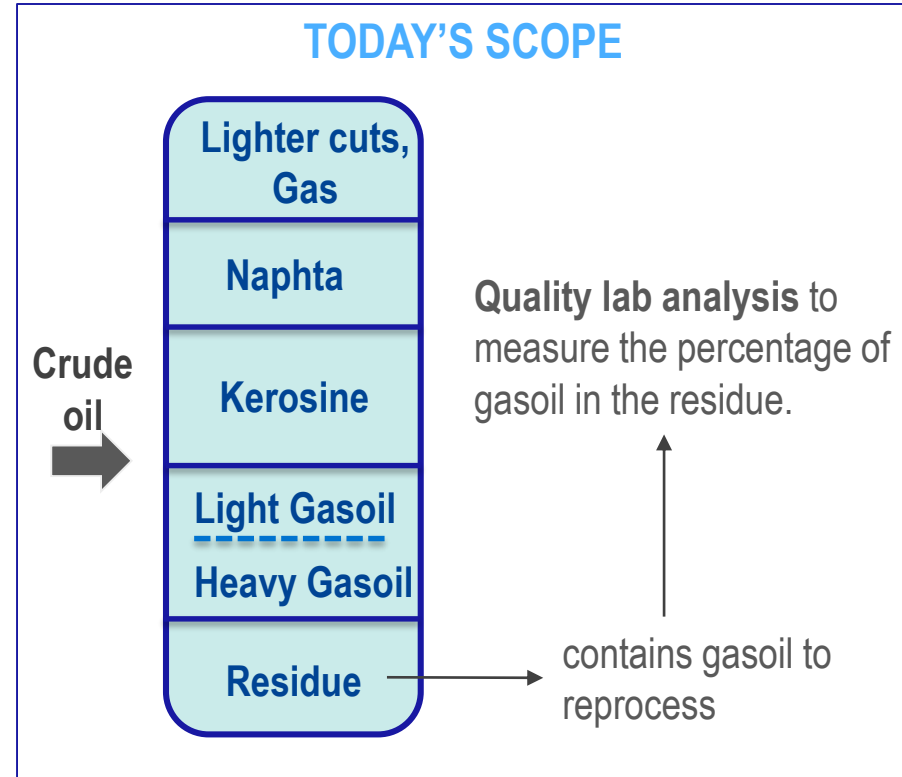 TODAY'S SCOPE
Lighter cuts,
Gas
Naphta
Kerosine
Light Gasoil
Heavy Gasoil
Residue
Crude
oil
Quality lab analysis to
measure the percentage of
gasoil in the residue.
contains gasoil to
reprocess